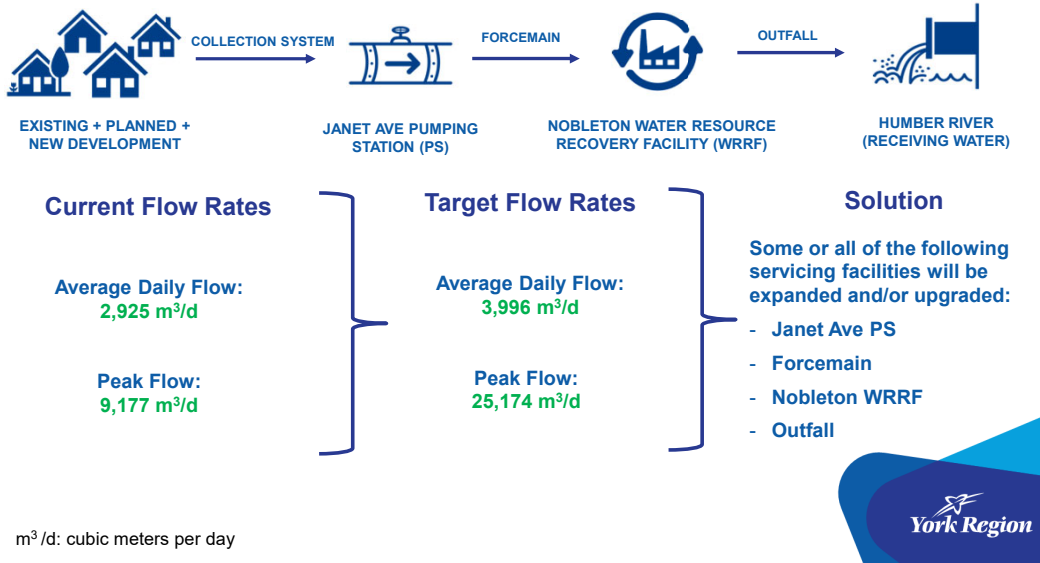 COLLECTION SYSTEM
FORCEMAIN
OUTFALL
EXISTING + PLANNED +
NEW DEVELOPMENT
JANET AVE PUMPING
STATION (PS)
NOBLETON WATER RESOURCE
RECOVERY FACILITY (WRRF)
HUMBER RIVER
(RECEIVING WATER)
Current Flow Rates
Average Daily Flow:
2,925 m³/d
Peak Flow:
9,177 m³/d
Target Flow Rates
Average Daily Flow:
3,996 m³/d
Peak Flow:
25,174 m³/d
Solution
Some or all of the following
servicing facilities will be
expanded and/or upgraded:
- Janet Ave PS
- Forcemain
- Nobleton WRRF
- Outfall
m³ /d: cubic meters per day
York Region